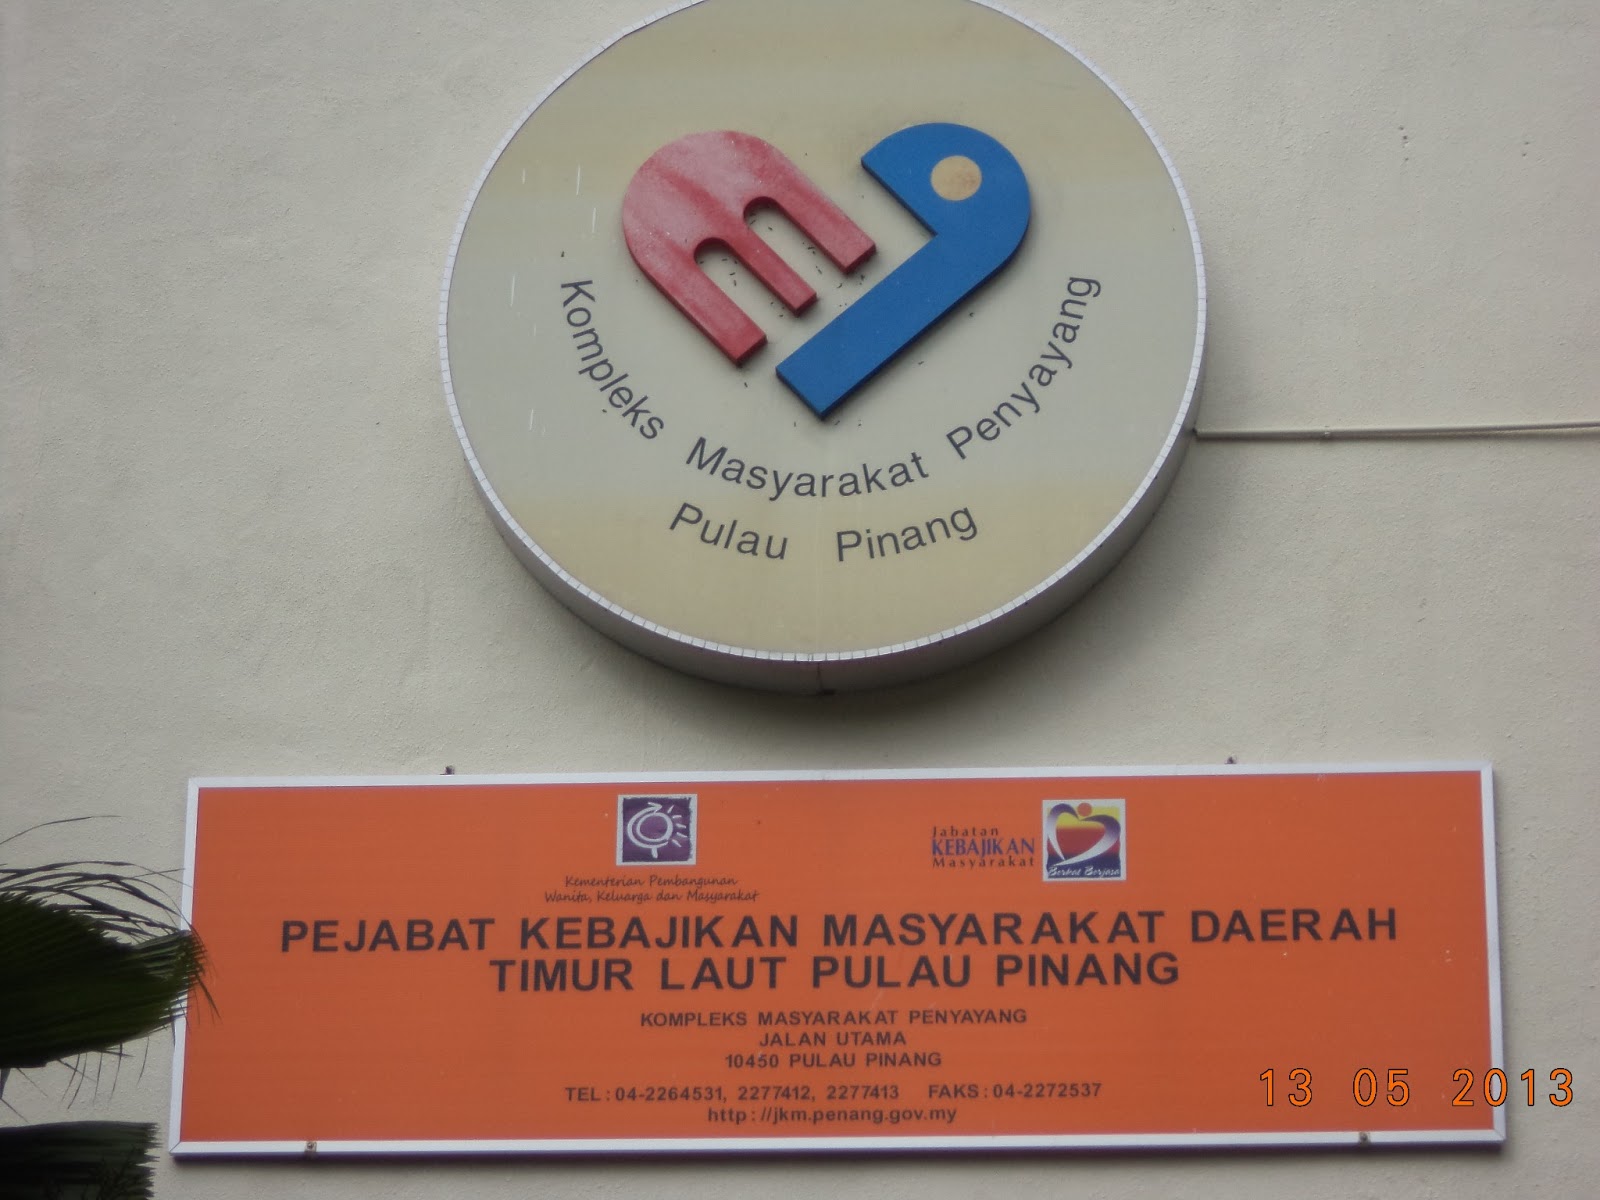 Kompleks Masyarakat Penyayang
Pulau Pinang
Kementerian Pembangunan
Wanita, Keluarga dan Masyarakat
Jabatan
KEBAJIKAN
Masyarakat
Berkat Berjasa
PEJABAT KEBAJIKAN MASYARAKAT DAERAH
TIMUR LAUT PULAU PINANG
KOMPLEKS MASYARAKAT PENYAYANG
JALAN UTAMA
10450 PULAU PINANG
TEL : 04-2264531, 2277412, 2277413 FAKS : 04-2272537
http : //jkm.penang.gov.my
13 05 2013